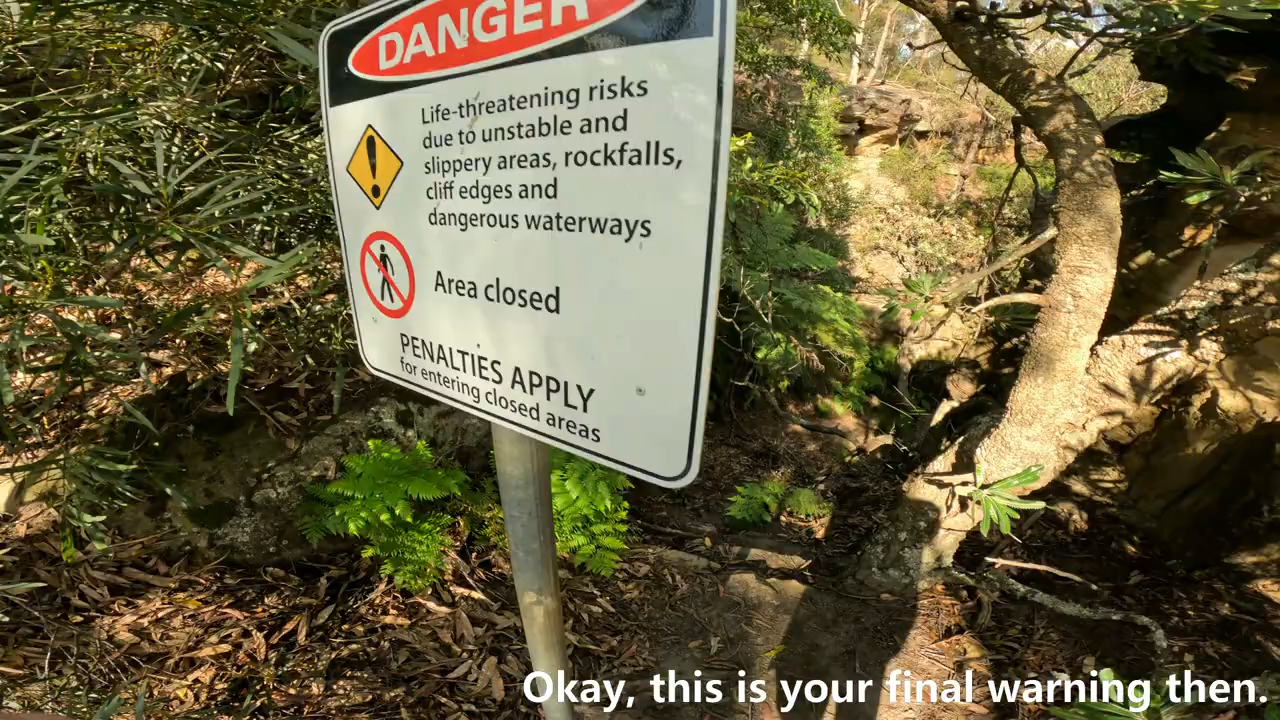 DANGER
Life-threatening risks
due to unstable and
slippery areas, rockfalls,
cliff edges and
dangerous waterways
Area closed
PENALTIES APPLY
for entering closed areas
Okay, this is your final warning then.